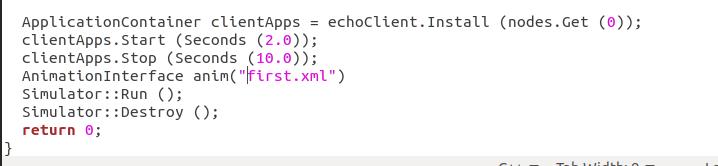 ApplicationContainer clientApps = echoClient.Install (nodes.Get (0));
clientApps.Start (Seconds (2.0));
clientApps.Stop (Seconds (10.0));
AnimationInterface anim("first.xml")
Simulator::Run ();
Simulator::Destroy ();
return 0;
}